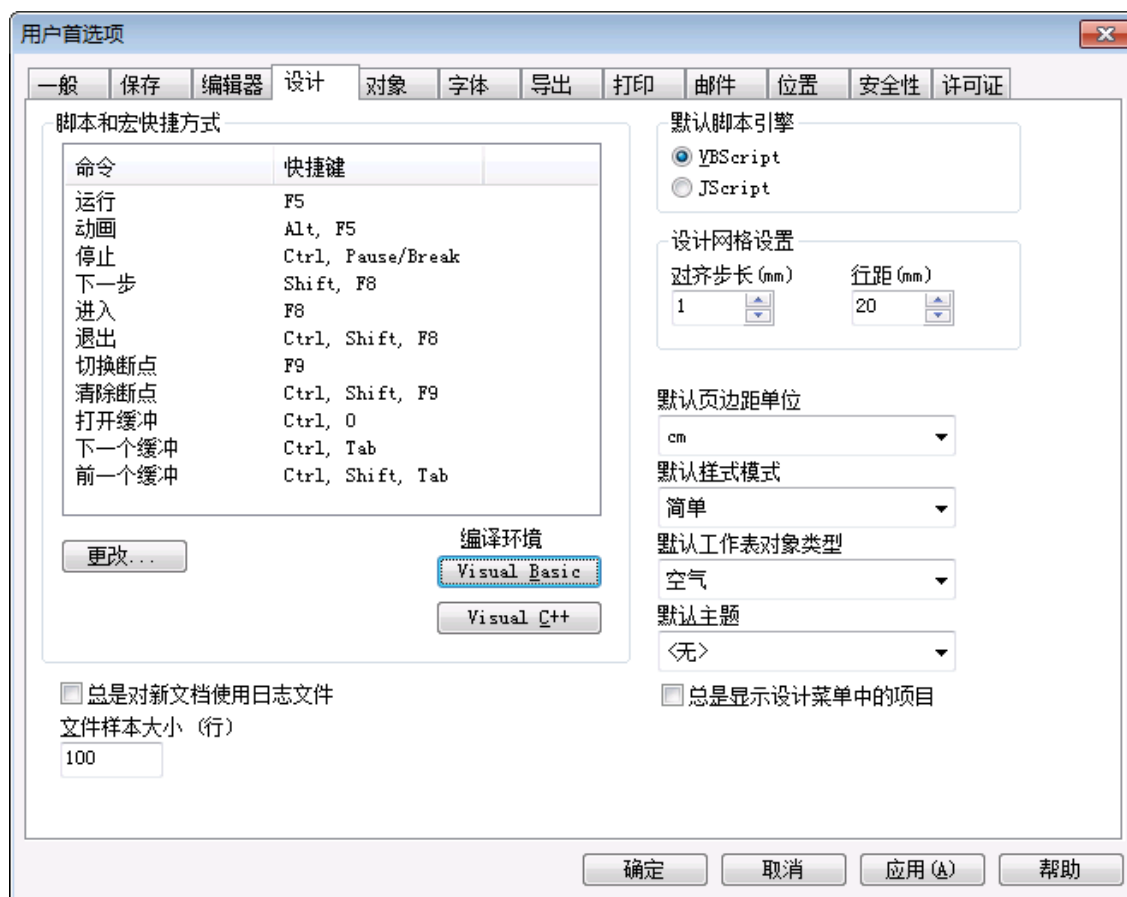 用户首选项
一般 保存 编辑器 设计 对象 字体 导出 打印 邮件 位置 安全性 许可证
脚本和宏快捷方式
命令 快捷键
运行 F5
动画 Alt, F5
停止 Ctrl, Pause/Break
下一步 Shift, F8
进入 F8
退出 Ctrl, Shift, F8
切换断点 F9
清除断点 Ctrl, Shift, F9
打开缓冲 Ctrl, O
下一个缓冲 Ctrl, Tab
前一个缓冲 Ctrl, Shift, Tab
更改...
编译环境
Visual Basic
Visual C++
总是对新文档使用日志文件
文件样本大小 (行)
100
默认脚本引擎
VBScript
JScript
设计网格设置
对齐步长(mm) 行距(mm)
1 20
默认页边距单位
cm
默认样式模式
简单
默认工作表对象类型
空气
默认主题
<无>
总是显示设计菜单中的项目
确定 取消 应用(A) 帮助